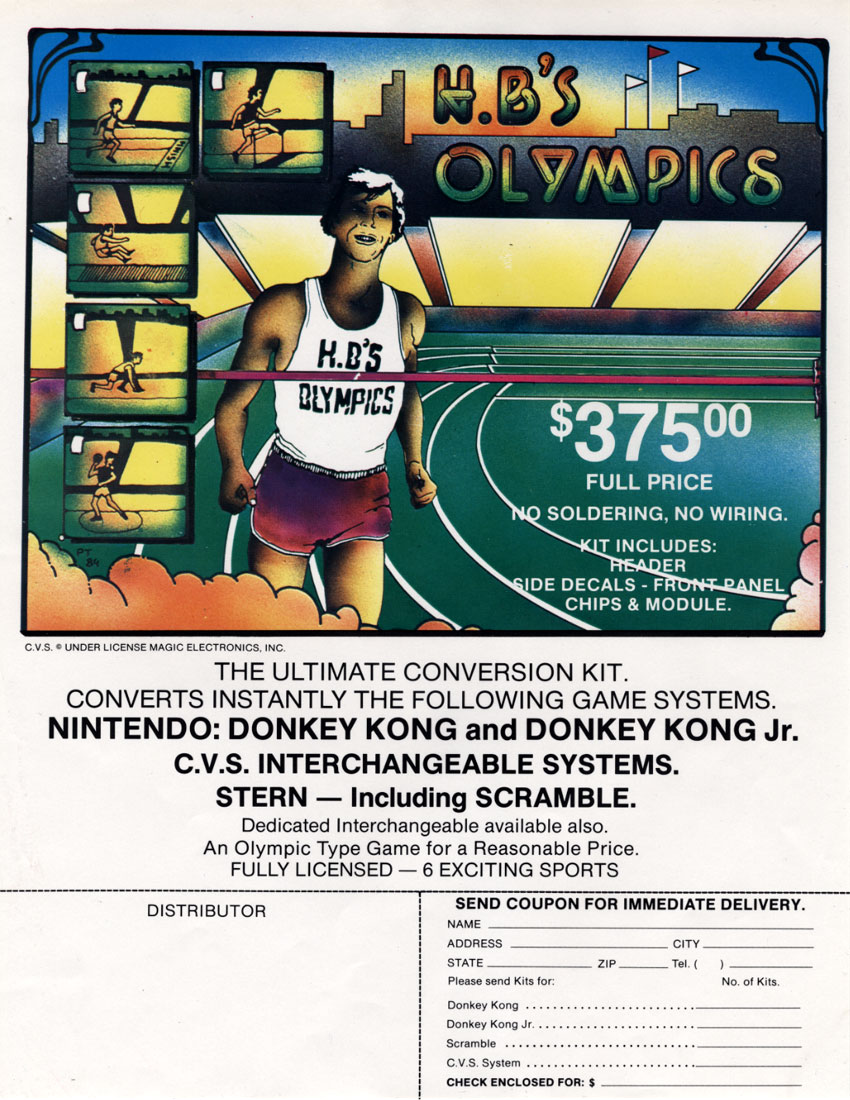 H.B'S
OLYMPICS
FINISH
H.B'S
OLYMPICS
$37500
FULL PRICE
NO SOLDERING, NO WIRING.
KIT INCLUDES:
HEADER
SIDE DECALS - FRONT PANEL
CHIPS & MODULE.
PT
84
C.V.S. © UNDER LICENSE MAGIC ELECTRONICS, INC.
THE ULTIMATE CONVERSION KIT.
CONVERTS INSTANTLY THE FOLLOWING GAME SYSTEMS.
NINTENDO: DONKEY KONG and DONKEY KONG Jr.
C.V.S. INTERCHANGEABLE SYSTEMS.
STERN — Including SCRAMBLE.
Dedicated Interchangeable available also.
An Olympic Type Game for a Reasonable Price.
FULLY LICENSED — 6 EXCITING SPORTS
DISTRIBUTOR
SEND COUPON FOR IMMEDIATE DELIVERY.
NAME
ADDRESS CITY
STATE ZIP Tel. ( )
Please send Kits for: No. of Kits.
Donkey Kong
Donkey Kong Jr.
Scramble
C.V.S. System
CHECK ENCLOSED FOR: $